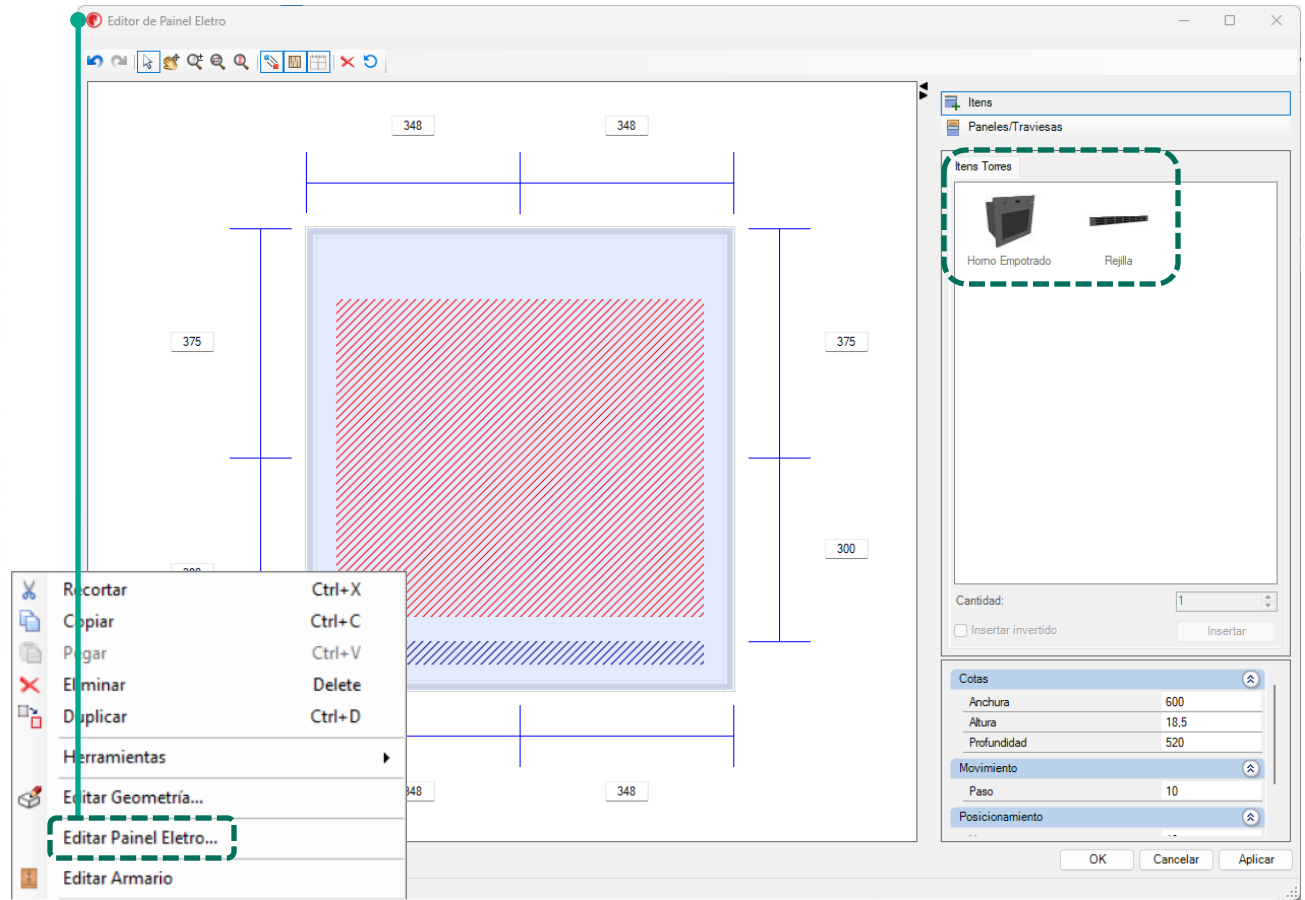 Editor de Painel Eletro
Itens
Paneles/Traviesas
Itens Torres
Horno Empotrado
Rejilla
348
348
375
375
300
348
348
Cantidad:
1
Insertar invertido
Insertar
Cotas
Anchura
600
Altura
18,5
Profundidad
520
Movimiento
Paso
10
Posicionamiento
OK
Cancelar
Aplicar
Recortar
Ctrl+X
Copiar
Ctrl+C
Pegar
Ctrl+V
Eliminar
Delete
Duplicar
Ctrl+D
Herramientas
Editar Geometría...
Editar Painel Eletro...
Editar Armario